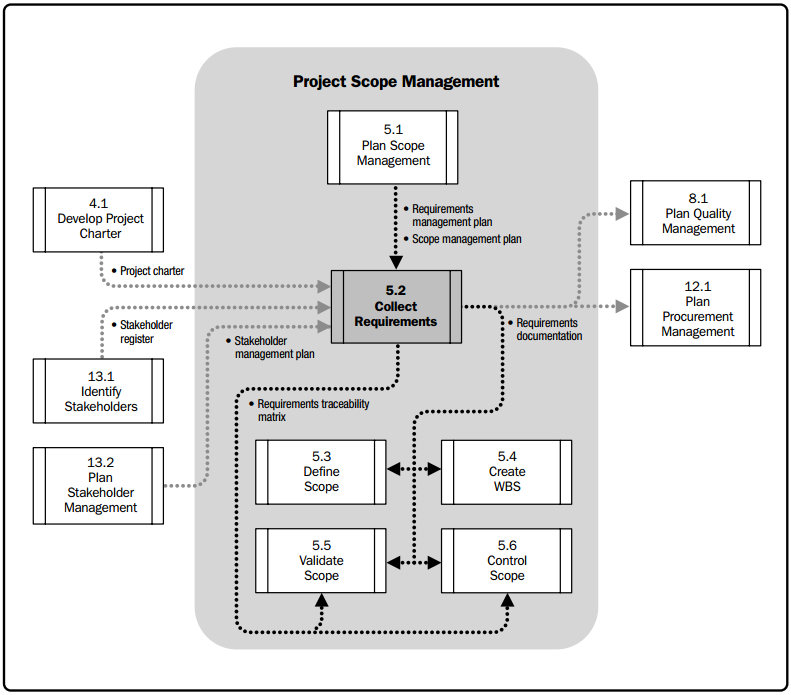 Project Scope Management
5.1
Plan Scope
Management
• Requirements
management plan
• Scope management plan
4.1
Develop Project
Charter
• Project charter
5.2
Collect
Requirements
8.1
Plan Quality
Management
12.1
Plan
Procurement
Management
• Stakeholder
register
• Stakeholder
management plan
• Requirements
documentation
13.1
Identify
Stakeholders
• Requirements traceability
matrix
13.2
Plan
Stakeholder
Management
5.3
Define
Scope
5.4
Create
WBS
5.5
Validate
Scope
5.6
Control
Scope